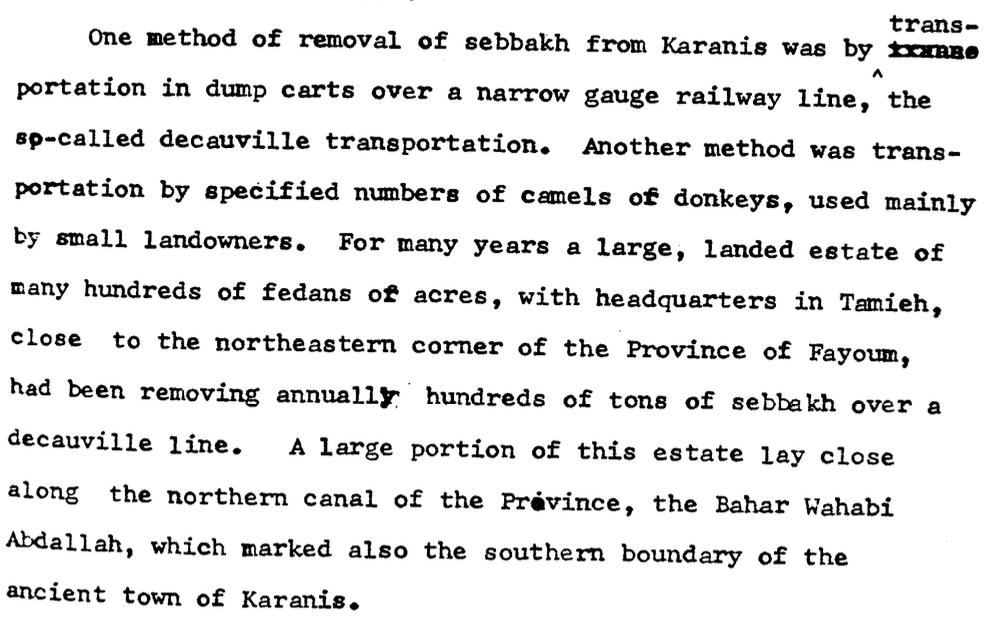 One method of removal of sebbakh from Karanis was by trans-
portation in dump carts over a narrow gauge railway line, the
so-called decauville transportation. Another method was trans-
portation by specified numbers of camels of donkeys, used mainly
by small landowners. For many years a large, landed estate of
many hundreds of fedans of acres, with headquarters in Tamieh,
close to the northeastern corner of the Province of Fayoum,
had been removing annually hundreds of tons of sebbakh over a
decauville line. A large portion of this estate lay close
along the northern canal of the Province, the Bahar Wahabi
Abdallah, which marked also the southern boundary of the
ancient town of Karanis.